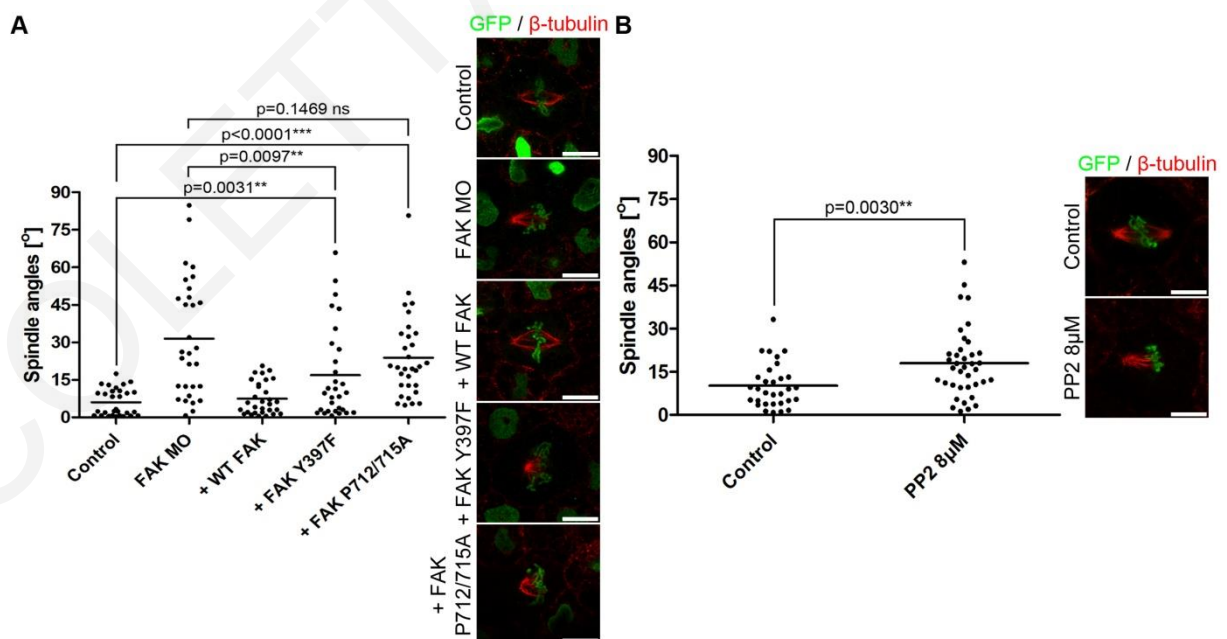 A
GFP / β-tubulin
B
p=0.1469 ns
p<0.0001***
p=0.0097**
p=0.0031**
Spindle angles [°]
90
75
60
45
30
15
0
Control
FAK MO
+ WT FAK
+ FAK Y397F
+ FAK P712/715A
Control
FAK MO
+ WT FAK
+ FAK Y397F
+ FAK
P712/715A
p=0.0030**
Spindle angles [°]
90
75
60
45
30
15
0
Control
PP2 8µM
GFP / β-tubulin
Control
PP2 8µM